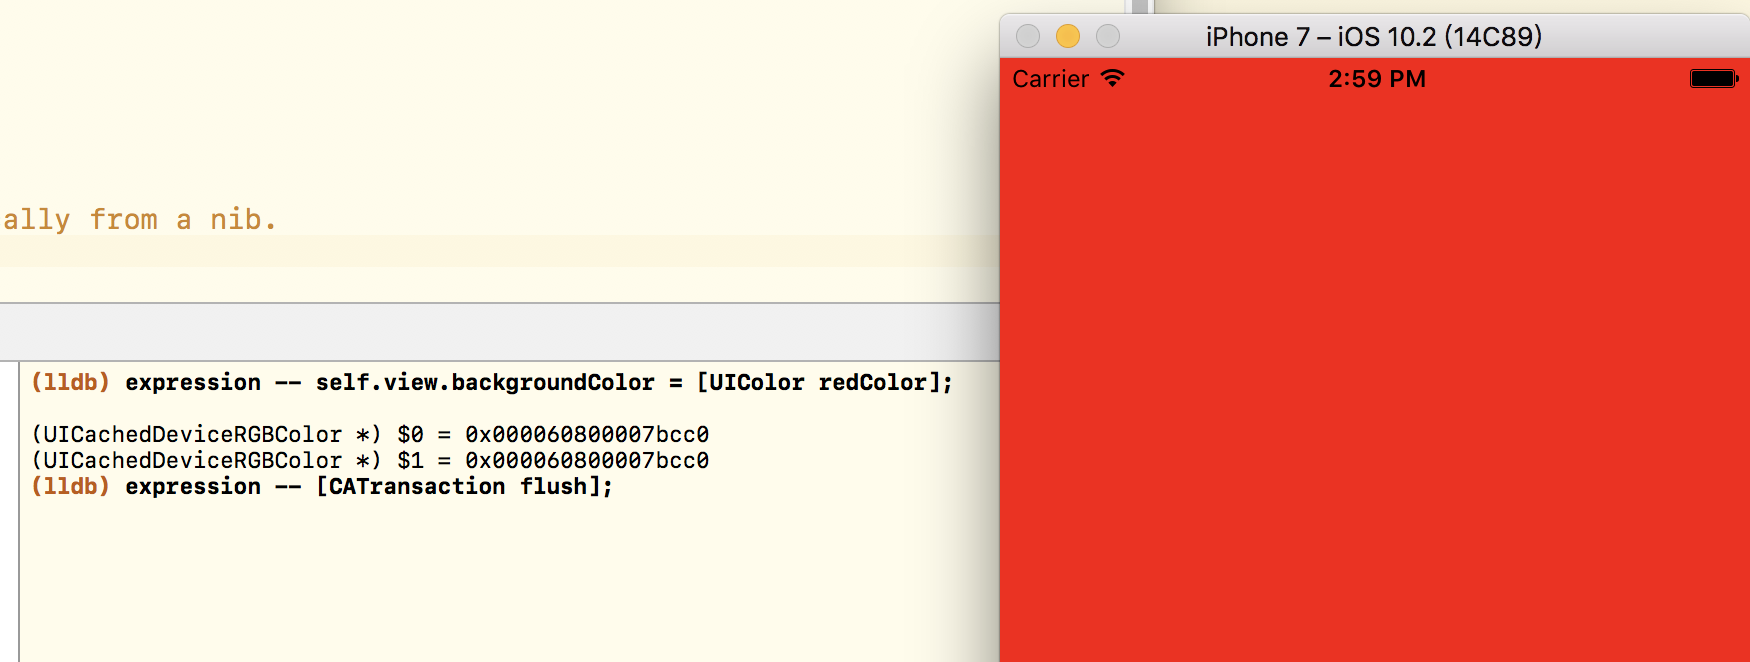 iPhone 7 – iOS 10.2 (14C89)
Carrier 2:59 PM
ally from a nib.
(lldb) expression -- self.view.backgroundColor = [UIColor redColor];
(UICachedDeviceRGBColor *) $0 = 0x000060800007bcc0
(UICachedDeviceRGBColor *) $1 = 0x000060800007bcc0
(lldb) expression -- [CATransaction flush];